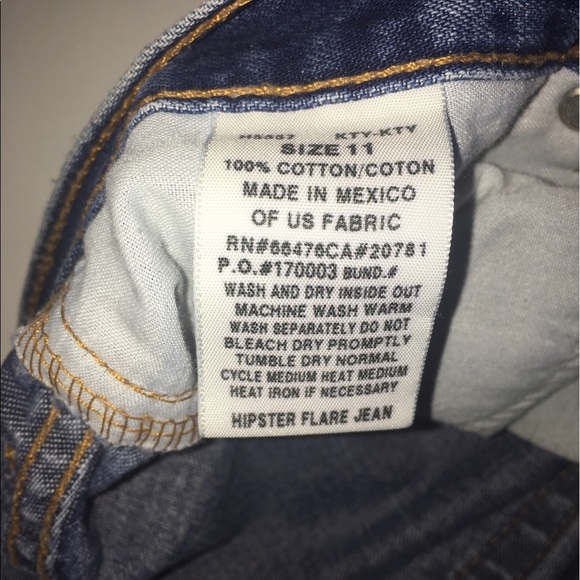 KTY-KTY
SIZE 11
100% COTTON/COTON
MADE IN MEXICO
OF US FABRIC
RN#66476CA#20781
P.O.#170003 BUND.#
WASH AND DRY INSIDE OUT
MACHINE WASH WARM
WASH SEPARATELY DO NOT
BLEACH DRY PROMPTLY
TUMBLE DRY NORMAL
CYCLE MEDIUM HEAT MEDIUM
HEAT IRON IF NECESSARY
HIPSTER FLARE JEAN